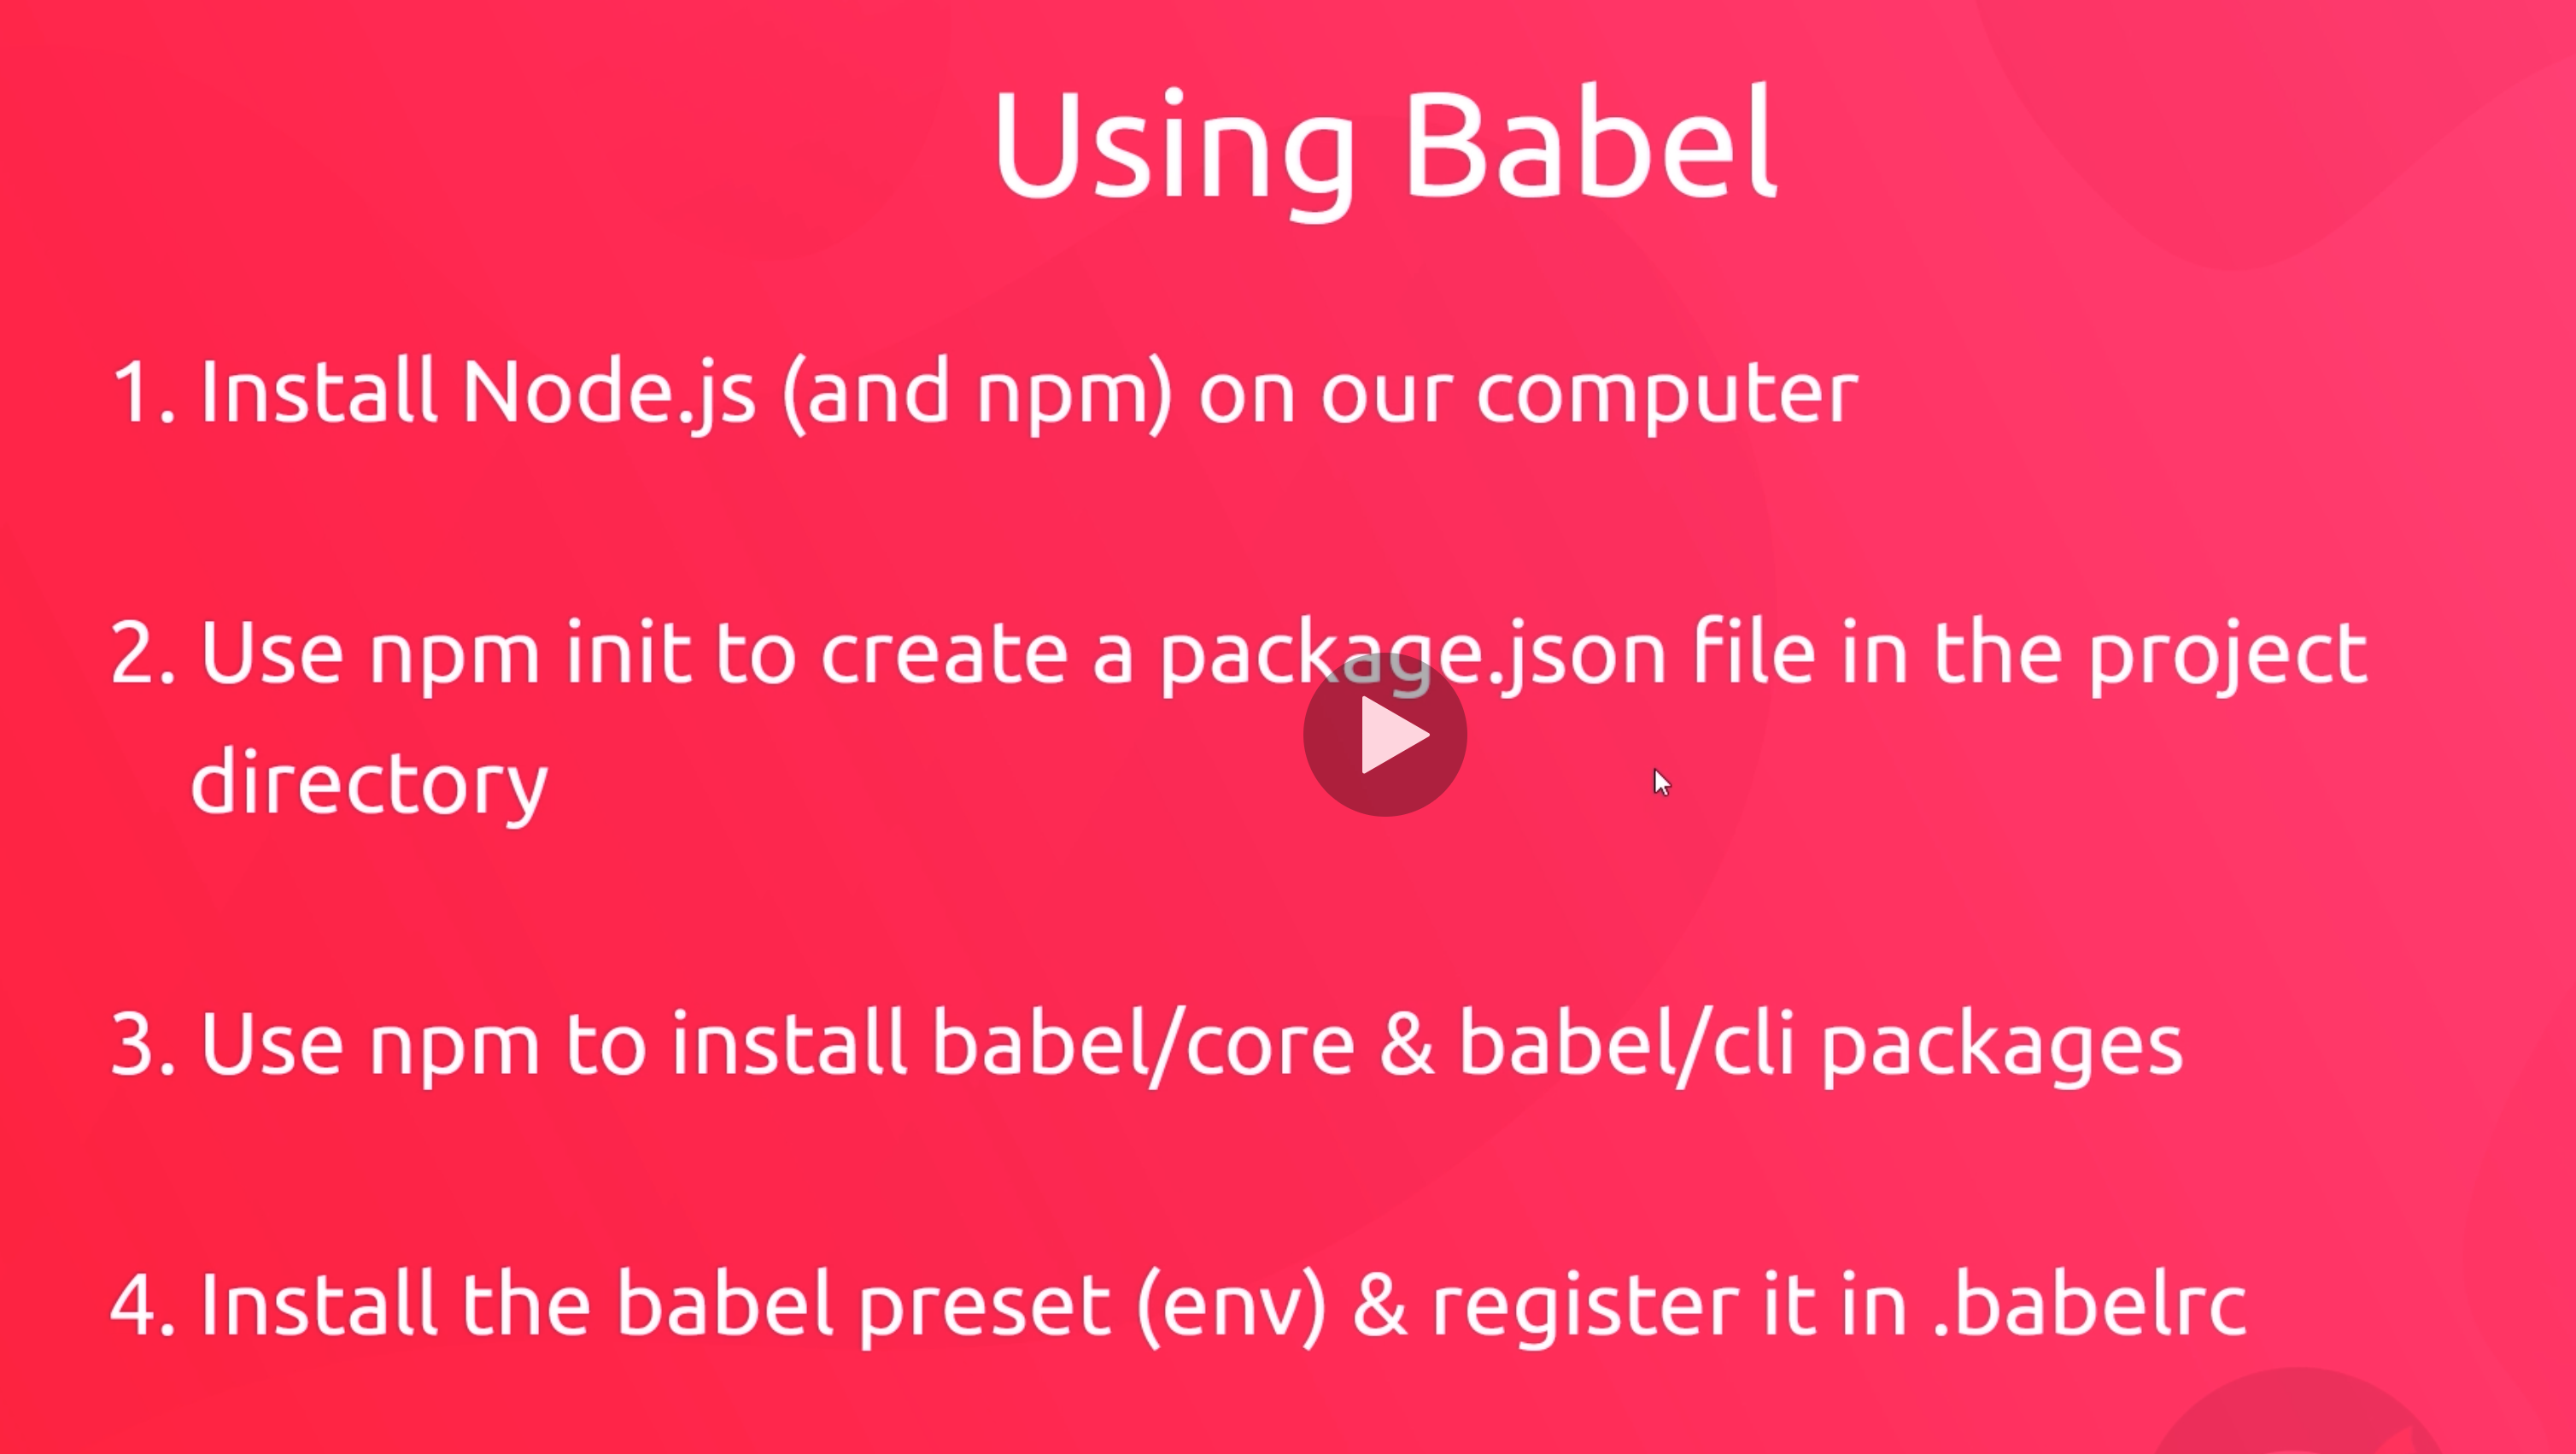 Using Babel
1. Install Node.js (and npm) on our computer
2. Use npm init to create a package.json file in the project
directory
3. Use npm to install babel/core & babel/cli packages
4. Install the babel preset (env) & register it in .babelrc